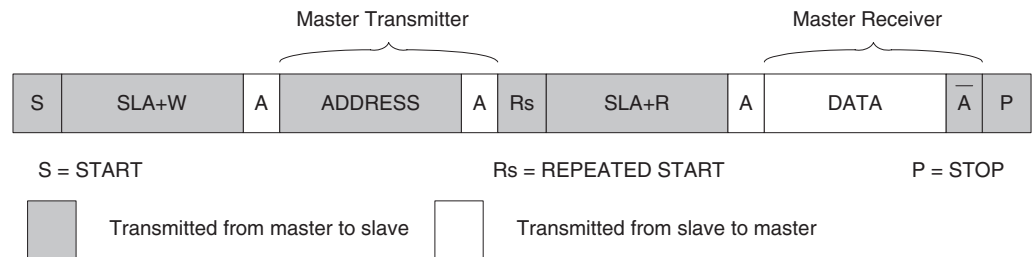 Master Transmitter Master Receiver
S SLA+W A ADDRESS A Rs SLA+R A DATA A̅ P
S = START Rs = REPEATED START P = STOP
Transmitted from master to slave Transmitted from slave to master